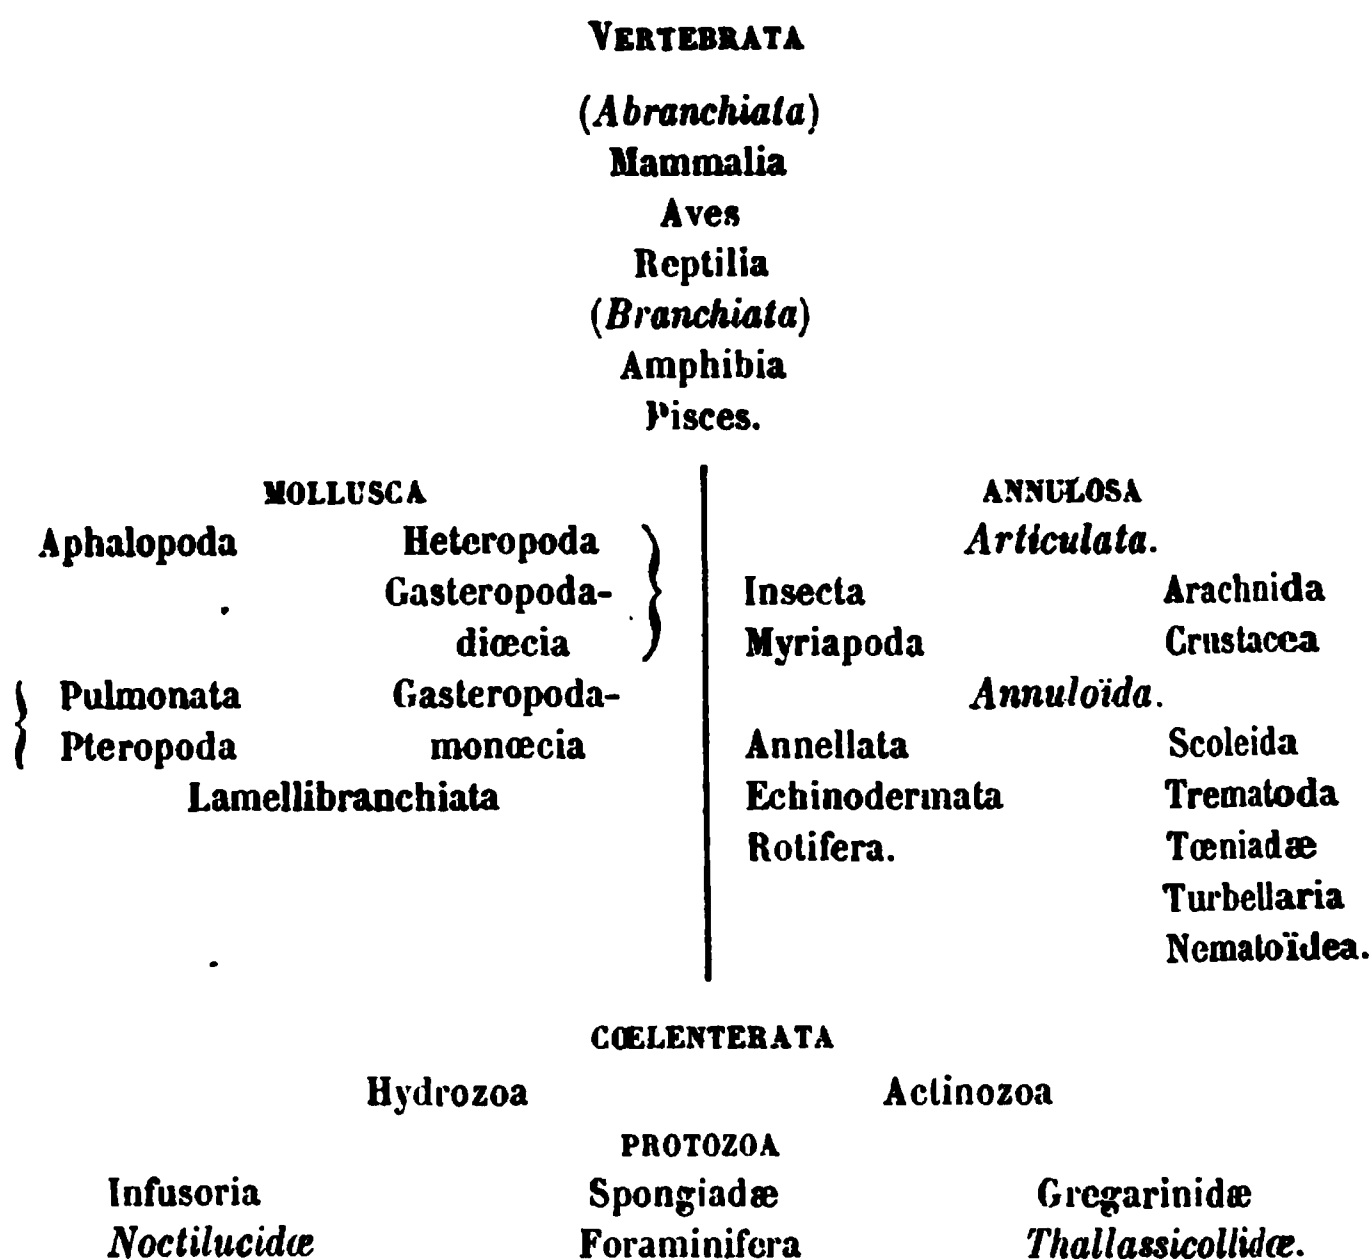 VERTEBRATA
(Abranchiata)
Mammalia
Aves
Reptilia
(Branchiata)
Amphibia
Pisces.
MOLLUSCA
Aphalopoda Heteropoda
Gasteropoda-
diœcia
Pulmonata Gasteropoda-
Pteropoda monœcia
Lamellibranchiata
ANNULOSA
Articulata.
Insecta Arachnida
Myriapoda Crustacea
Annuloïda.
Annellata Scoleida
Echinodermata Trematoda
Rotifera. Tœniadæ
Turbellaria
Nematoïdea.
CŒLENTERATA
Hydrozoa Actinozoa
PROTOZOA
Infusoria Spongiadæ Gregarinidæ
Noctilucidœ Foraminifera Thallassicollidœ.